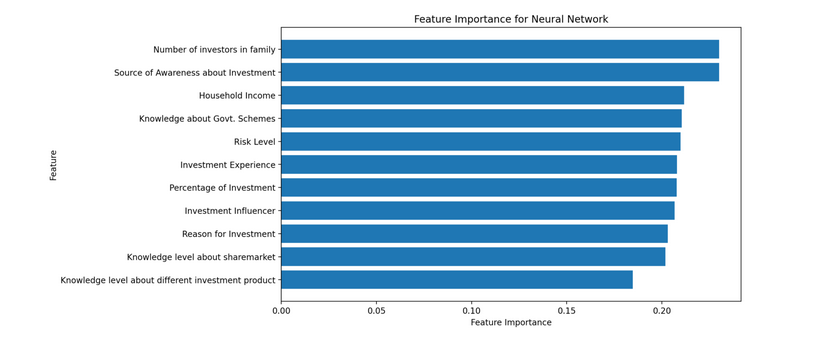 Feature Importance for Neural Network
Number of investors in family
Source of Awareness about Investment
Household Income
Knowledge about Govt. Schemes
Risk Level
Investment Experience
Percentage of Investment
Investment Influencer
Reason for Investment
Knowledge level about sharemarket
Knowledge level about different investment product
Feature
0.00 0.05 0.10 0.15 0.20
Feature Importance